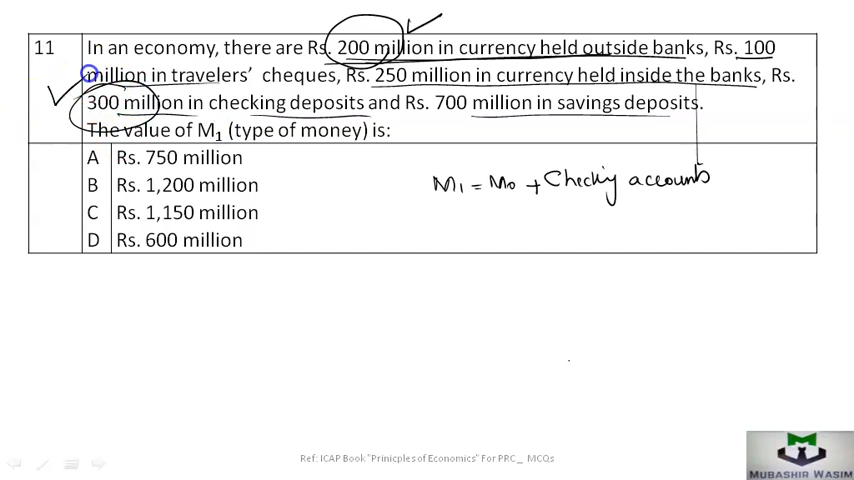 11 In an economy, there are Rs. 200 million in currency held outside banks, Rs. 100
million in travelers' cheques, Rs. 250 million in currency held inside the banks, Rs.
300 million in checking deposits and Rs. 700 million in savings deposits.
The value of M1 (type of money) is:
A Rs. 750 million
B Rs. 1,200 million
C Rs. 1,150 million
D Rs. 600 million
M1 = M0 + Checking accounts
Ref: ICAP Book "Prinicples of Economics" For PRC_ MCQs
MUBASHIR WASIM